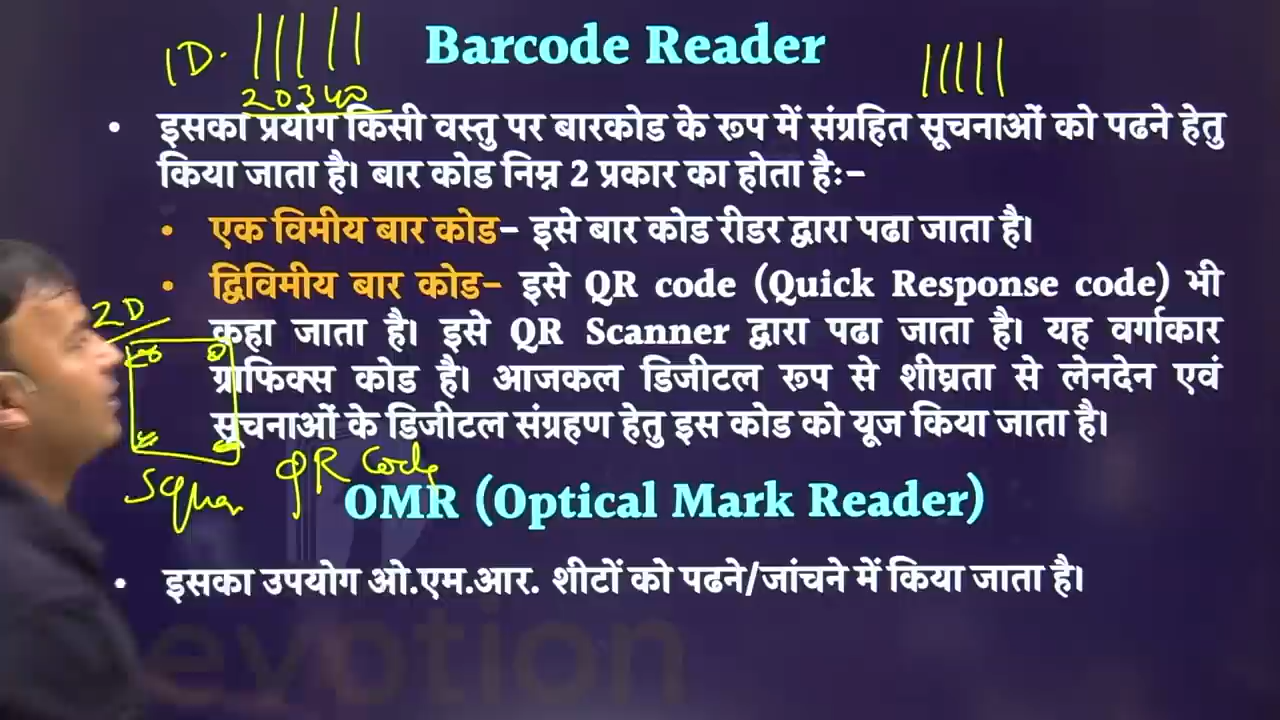 1D.
Barcode Reader
20340
इसका प्रयोग किसी वस्तु पर बारकोड के रूप में संग्रहित सूचनाओं को पढने हेतु
किया जाता है। बार कोड निम्न 2 प्रकार का होता हैः-
• एक विमीय बार कोड- इसे बार कोड रीडर द्वारा पढा जाता है।
• द्विविमीय बार कोड- इसे QR code (Quick Response code) भी
2D
कहा जाता है। इसे QR Scanner द्वारा पढा जाता है। यह वर्गाकार
ग्राफिक्स कोड है। आजकल डिजीटल रूप से शीघ्रता से लेनदेन एवं
सूचनाओं के डिजीटल संग्रहण हेतु इस कोड को यूज किया जाता है।
QR Code
OMR (Optical Mark Reader)
• इसका उपयोग ओ.एम.आर. शीटों को पढने/जांचने में किया जाता है।